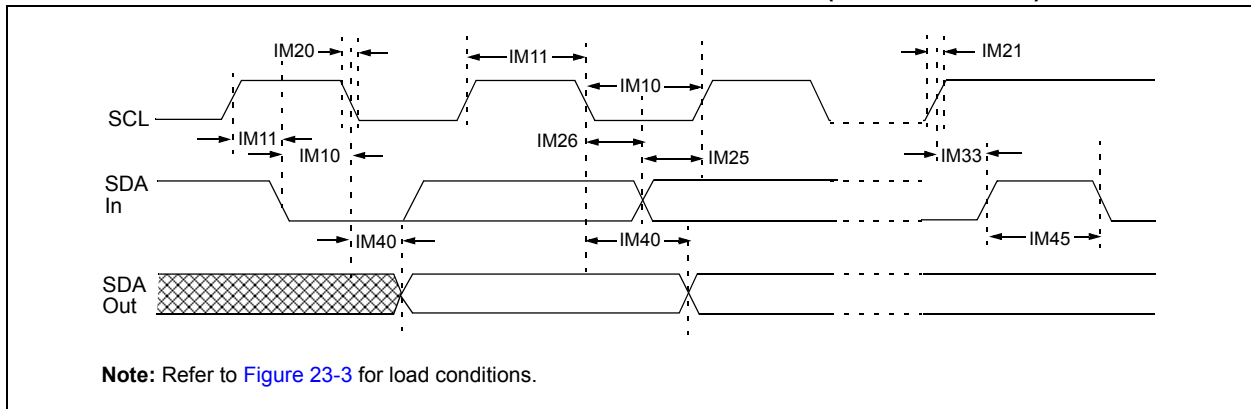 IM20
IM11
IM21
IM10
SCL
IM11
IM26
IM10
IM25
IM33
SDA
In
IM40
IM40
IM45
SDA
Out
Note: Refer to Figure 23-3 for load conditions.